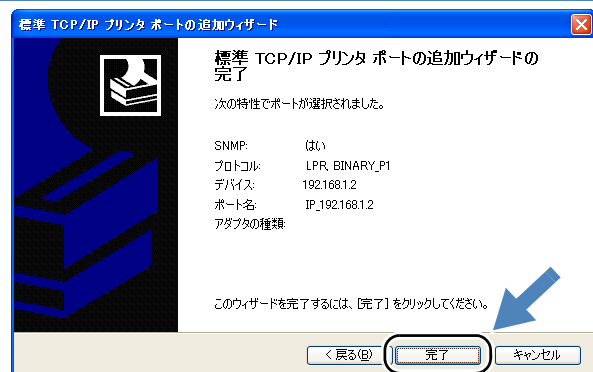 標準 TCP/IP プリンタ ポートの追加ウィザード
標準 TCP/IP プリンタ ポートの追加ウィザードの
完了
次の特性でポートが選択されました。
SNMP: はい
プロトコル: LPR, BINARY_P1
デバイス: 192.168.1.2
ポート名: IP_192.168.1.2
アダプタの種類:
このウィザードを完了するには、[完了] をクリックしてください。
< 戻る(B) 完了 キャンセル